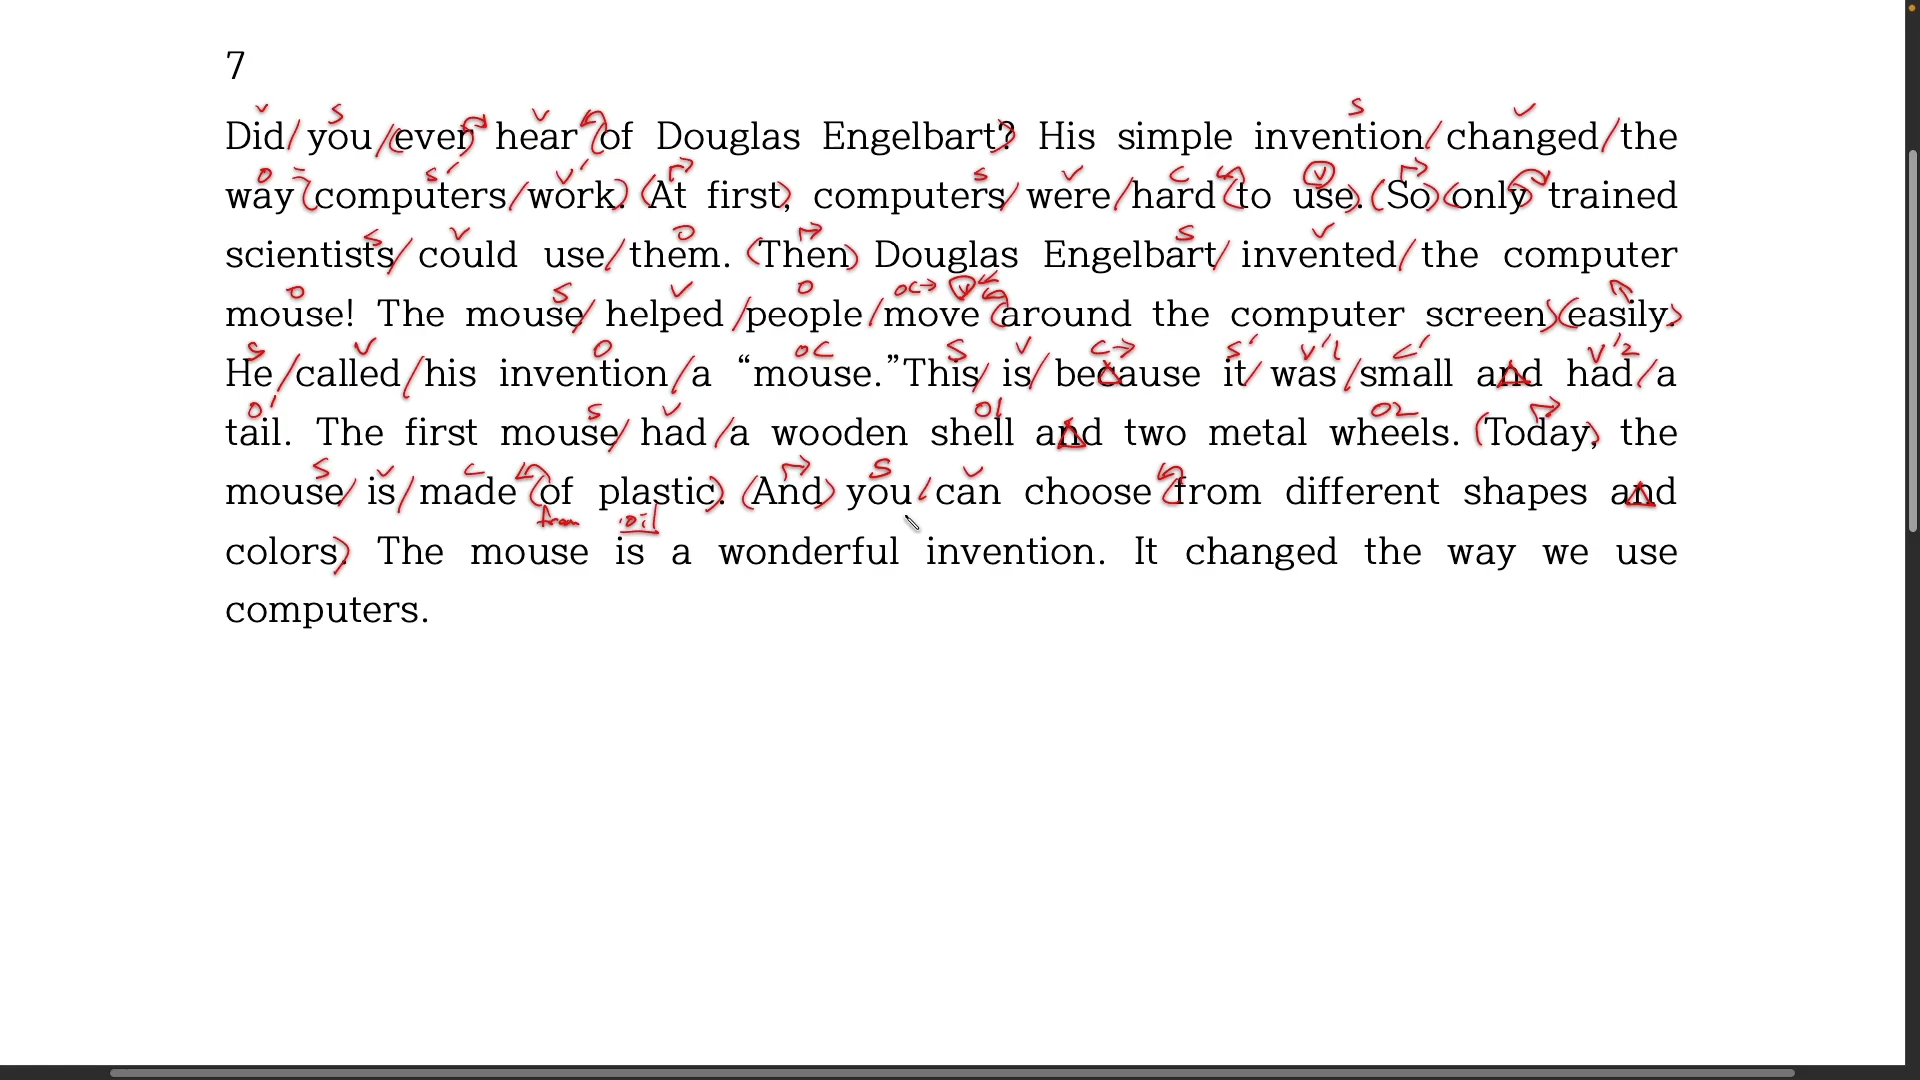 7
Did you ever hear of Douglas Engelbart? His simple invention changed the
way computers work. At first, computers were hard to use. So only trained
scientists could use them. Then Douglas Engelbart invented the computer
mouse! The mouse helped people move around the computer screen easily.
He called his invention a “mouse.”This is because it was small and had a
tail. The first mouse had a wooden shell and two metal wheels. Today, the
mouse is made of plastic. And you can choose from different shapes and
from oil
colors. The mouse is a wonderful invention. It changed the way we use
computers.